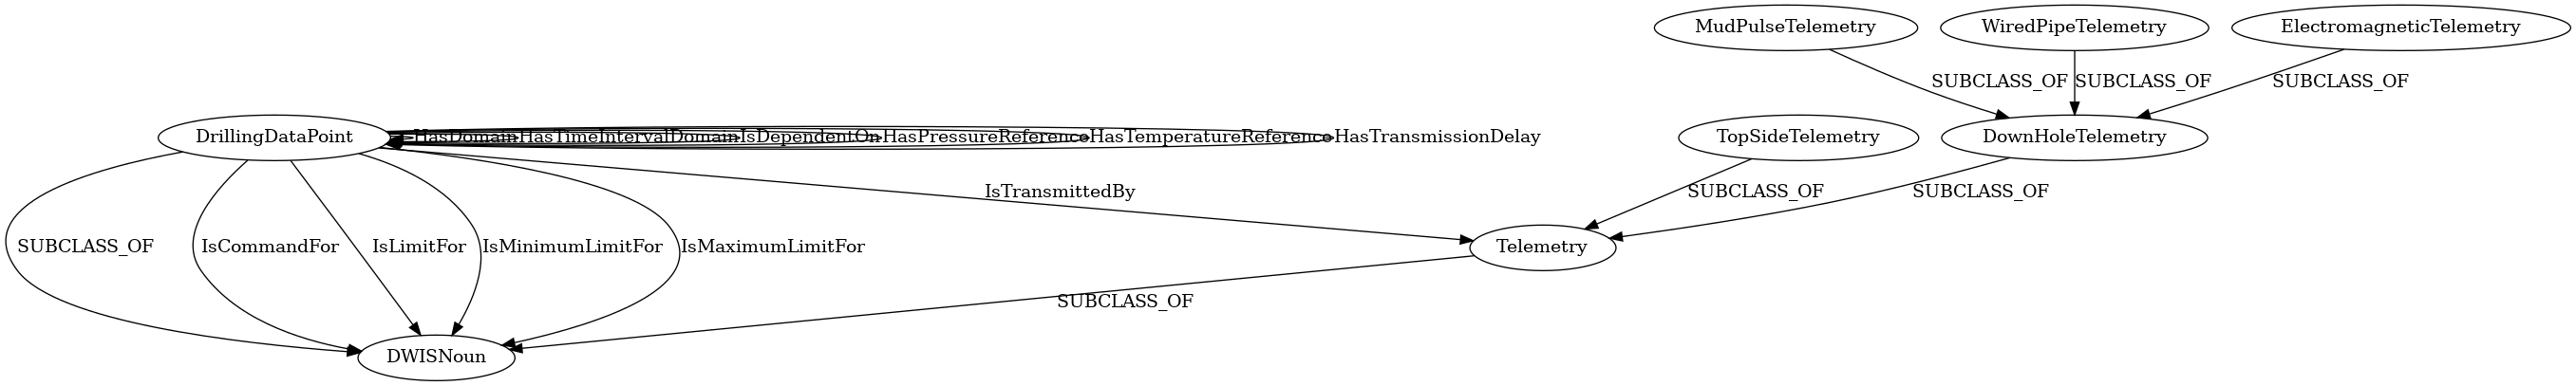 MudPulseTelemetry
WiredPipeTelemetry
ElectromagneticTelemetry
SUBCLASS_OF
SUBCLASS_OF
SUBCLASS_OF
DrillingDataPoint
HasDomain
HasTimeIntervalDomain
IsDependentOn
HasPressureReference
HasTemperatureReference
HasTransmissionDelay
TopSideTelemetry
DownHoleTelemetry
IsTransmittedBy
SUBCLASS_OF
SUBCLASS_OF
SUBCLASS_OF
IsCommandFor
IsLimitFor
IsMinimumLimitFor
IsMaximumLimitFor
Telemetry
SUBCLASS_OF
DWISNoun